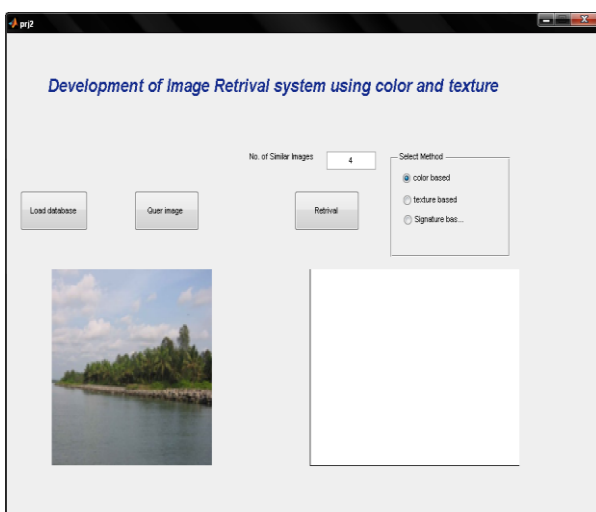 prj2
Development of Image Retrival system using color and texture
No. of Similar Images 4
Select Method
color based
texture based
Signature bas...
Load database
Quer image
Retrival